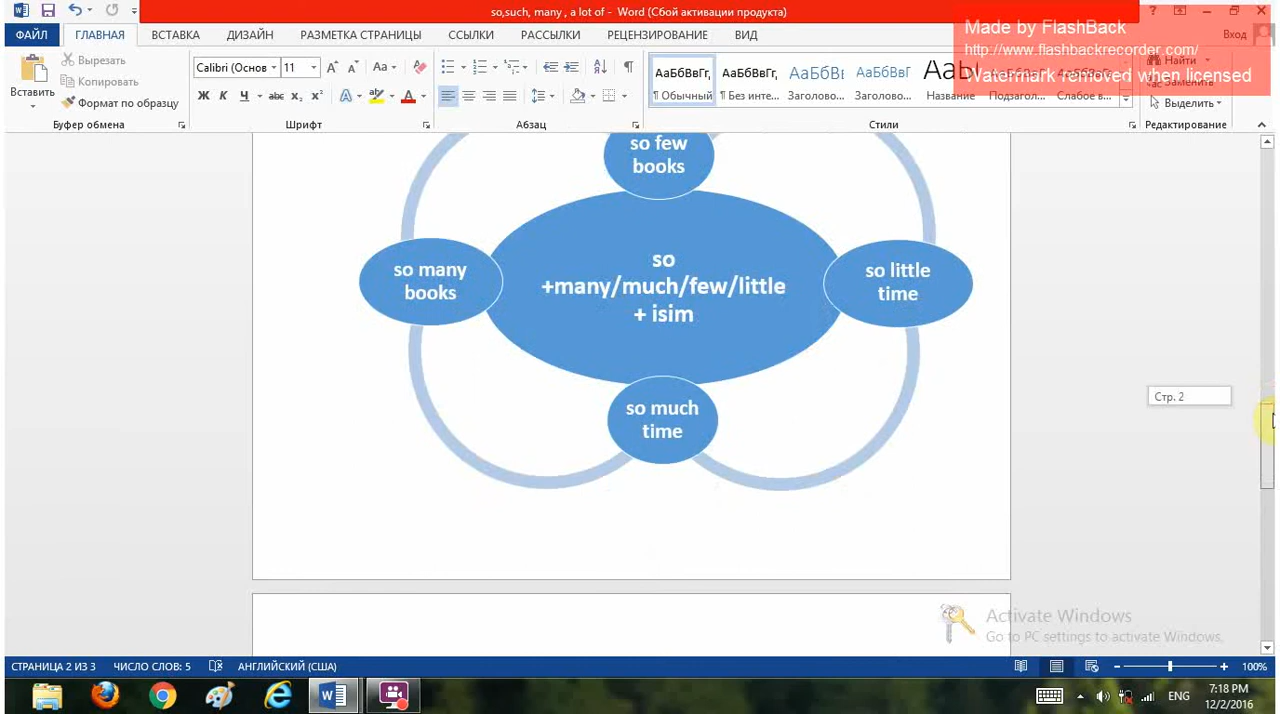 so,such, many , a lot of - Word (Сбой активации продукта)
Made by FlashBack
http://www.flashbackrecorder.com/
Watermark removed when licensed
ФАЙЛ ГЛАВНАЯ ВСТАВКА ДИЗАЙН РАЗМЕТКА СТРАНИЦЫ ССЫЛКИ РАССЫЛКИ РЕЦЕНЗИРОВАНИЕ ВИД Вход
Вставить
Вырезать
Копировать
Формат по образцу
Calibri (Основ 11
Ж К Ч abc x₂ x²
АаБбВвГг, АаБбВвГг, АаБбВі АаБбВвГ АаЫ
¶ Обычный ¶ Без инте... Заголово... Заголово... Название Подзагол... Слабое в...
Найти
Заменить
Выделить
Буфер обмена Шрифт Абзац Стили Редактирование
so few
books
so many
books
so
+many/much/few/little
+ isim
so little
time
so much
time
Стр. 2
Activate Windows
Go to PC settings to activate Windows.
СТРАНИЦА 2 ИЗ 3 ЧИСЛО СЛОВ: 5 АНГЛИЙСКИЙ (США) 100%
ENG
7:18 PM
12/2/2016